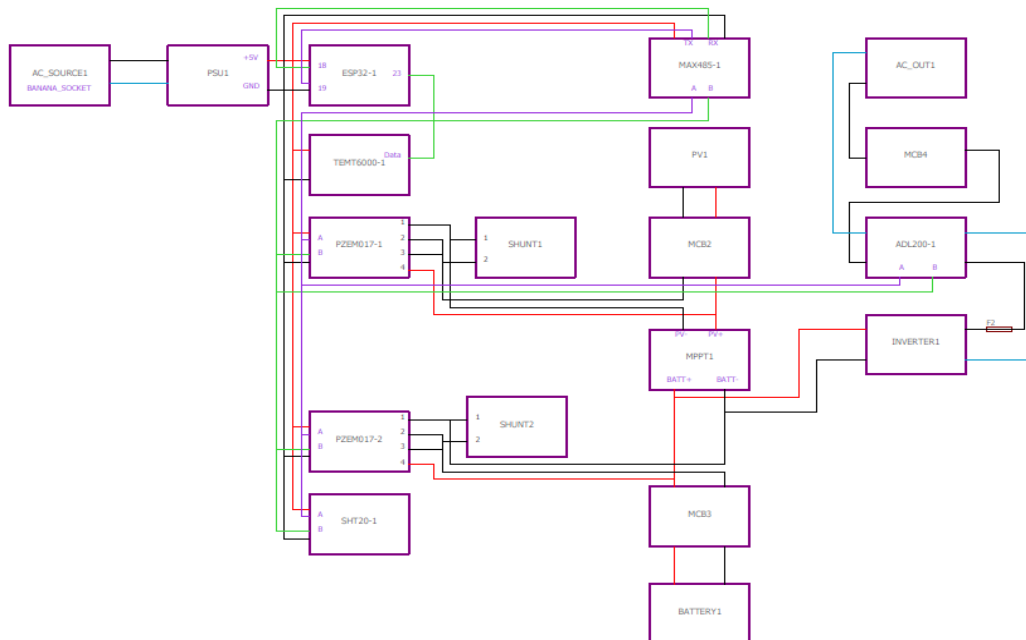 AC_SOURCE1
BANANA_SOCKET
PSU1
+5V
GND
ESP32-1
18
19
23
TX RX
MAX485-1
A B
AC_OUT1
TEMT6000-1
Data
PV1
MCB4
PZEM017-1
A
B
1
2
3
4
SHUNT1
1
2
MCB2
ADL200-1
A B
PV- PV+
MPPT1
BATT+ BATT-
INVERTER1
F2
PZEM017-2
A
B
1
2
3
4
SHUNT2
1
2
SHT20-1
A
B
MCB3
BATTERY1